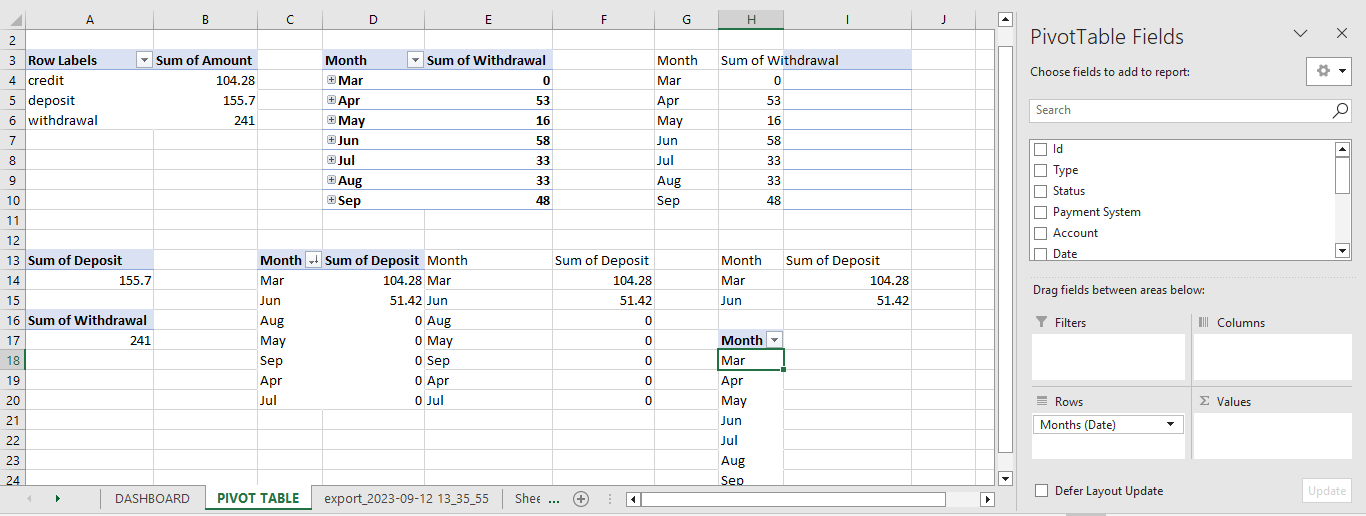 A B C D E F G H I J
2
3 Row Labels Sum of Amount Month Sum of Withdrawal Month Sum of Withdrawal
4 credit 104.28 Mar 0 Mar 0
5 deposit 155.7 Apr 53 Apr 53
6 withdrawal 241 May 16 May 16
7 Jun 58 Jun 58
8 Jul 33 Jul 33
9 Aug 33 Aug 33
10 Sep 48 Sep 48
11
12
13 Sum of Deposit Month Sum of Deposit Month Sum of Deposit Month Sum of Deposit
14 155.7 Mar 104.28 Mar 104.28 Mar 104.28
15 Jun 51.42 Jun 51.42 Jun 51.42
16 Sum of Withdrawal Aug 0 Aug 0
17 241 May 0 May 0 Month
18 Sep 0 Sep 0 Mar
19 Apr 0 Apr 0 Apr
20 Jul 0 Jul 0 May
21 Jun
22 Jul
23 Aug
24 Sep
DASHBOARD PIVOT TABLE export_2023-09-12 13_35_55 Shee ...
PivotTable Fields
Choose fields to add to report:
Search
Id
Type
Status
Payment System
Account
Date
Drag fields between areas below:
Filters Columns
Rows Σ Values
Months (Date)
Defer Layout Update Update